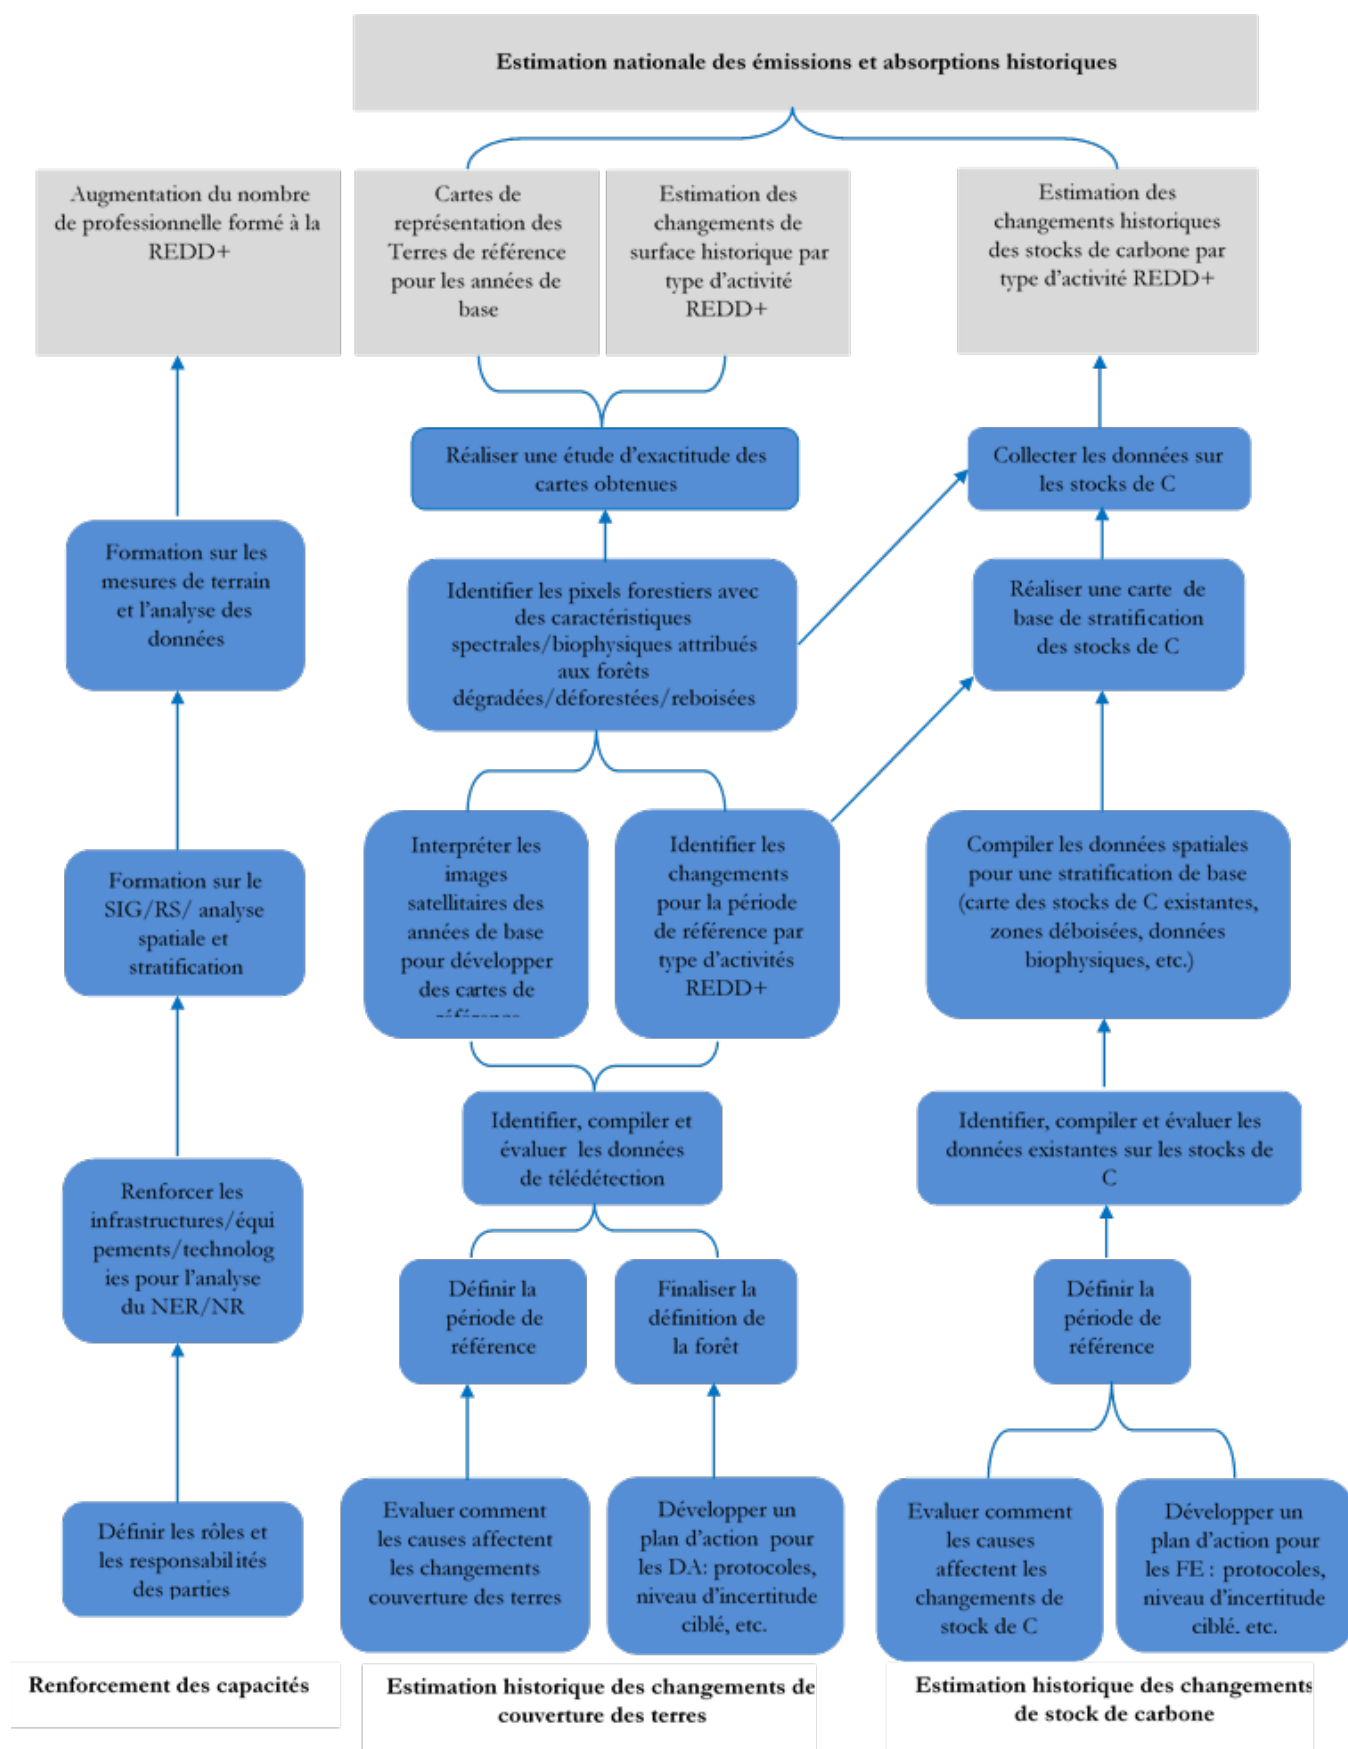 Estimation nationale des émissions et absorptions historiques
Augmentation du nombre
de professionnelle formé à la
REDD+
Cartes de
représentation des
Terres de référence
pour les années de
base
Estimation des
changements de
surface historique par
type d’activité
REDD+
Estimation des
changements historiques
des stocks de carbone par
type d’activité REDD+
Réaliser une étude d’exactitude des
cartes obtenues
Collecter les données sur
les stocks de C
Formation sur les
mesures de terrain
et l’analyse des
données
Identifier les pixels forestiers avec
des caractéristiques
spectrales/biophysiques attribués
aux forêts
dégradées/déforestées/reboisées
Réaliser une carte de
base de stratification
des stocks de C
Formation sur le
SIG/RS/ analyse
spatiale et
stratification
Interpréter les
images
satellitaires des
années de base
pour développer
des cartes de
Identifier les
changements
pour la période
de référence par
type d’activités
REDD+
Compiler les données spatiales
pour une stratification de base
(carte des stocks de C existantes,
zones déboisées, données
biophysiques, etc.)
Identifier, compiler et
évaluer les données
de télédétection
Identifier, compiler et évaluer les
données existantes sur les stocks de
C
Renforcer les
infrastructures/équi
pements/technolog
ies pour l’analyse
du NER/NR
Définir la
période de
référence
Finaliser la
définition de
la forêt
Définir la
période de
référence
Définir les rôles et
les responsabilités
des parties
Evaluer comment
les causes affectent
les changements
couverture des terres
Développer un
plan d’action pour
les DA: protocoles,
niveau d’incertitude
ciblé, etc.
Evaluer comment
les causes
affectent les
changements de
stock de C
Développer un
plan d’action pour
les FE : protocoles,
niveau d’incertitude
ciblé. etc.
Renforcement des capacités
Estimation historique des changements de
couverture des terres
Estimation historique des changements
de stock de carbone